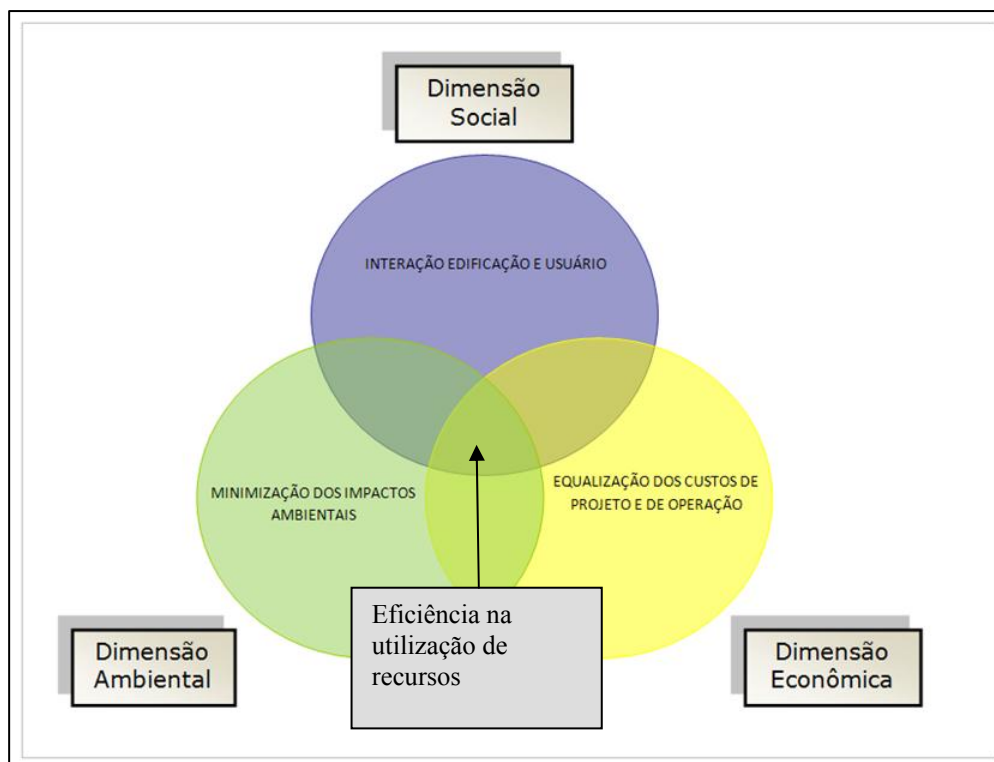 Dimensão
Social
INTERAÇÃO EDIFICAÇÃO E USUÁRIO
MINIMIZAÇÃO DOS IMPACTOS
AMBIENTAIS
EQUALIZAÇÃO DOS CUSTOS DE
PROJETO E DE OPERAÇÃO
Eficiência na
utilização de
recursos
Dimensão
Ambiental
Dimensão
Econômica